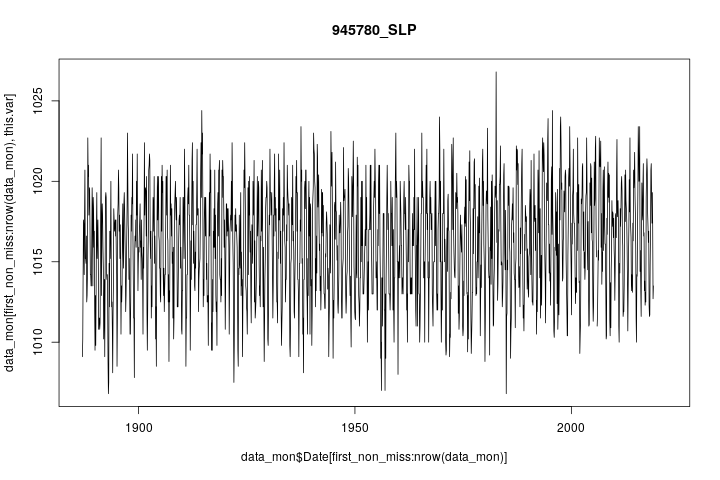 945780_SLP
data_mon[first_non_miss:nrow(data_mon), this.var]
1025
1020
1015
1010
1900
1950
2000
data_mon$Date[first_non_miss:nrow(data_mon)]